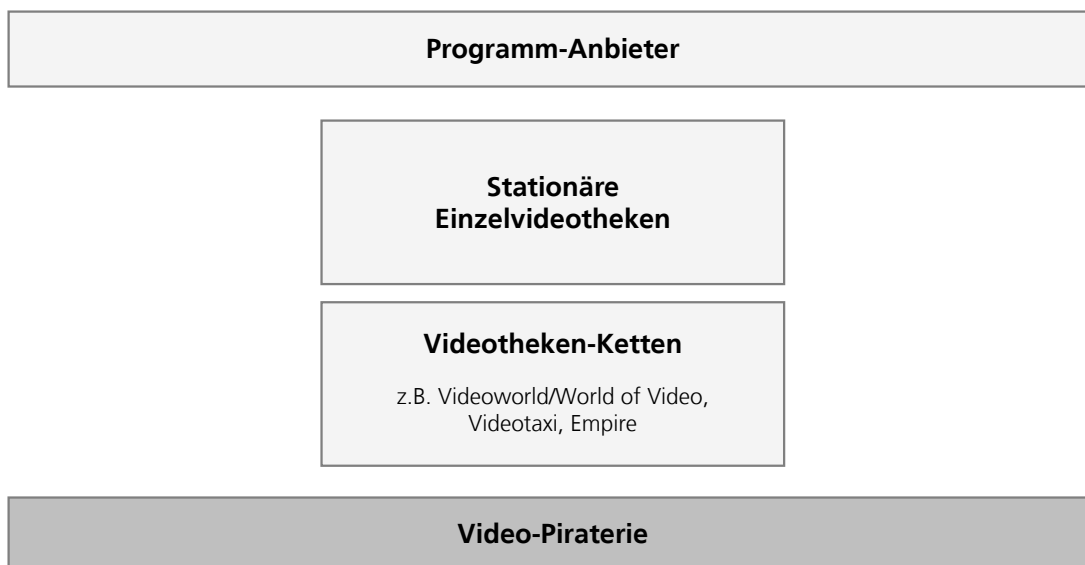 Programm-Anbieter
Stationäre
Einzelvideotheken
Videotheken-Ketten
z.B. Videoworld/World of Video,
Videotaxi, Empire
Video-Piraterie